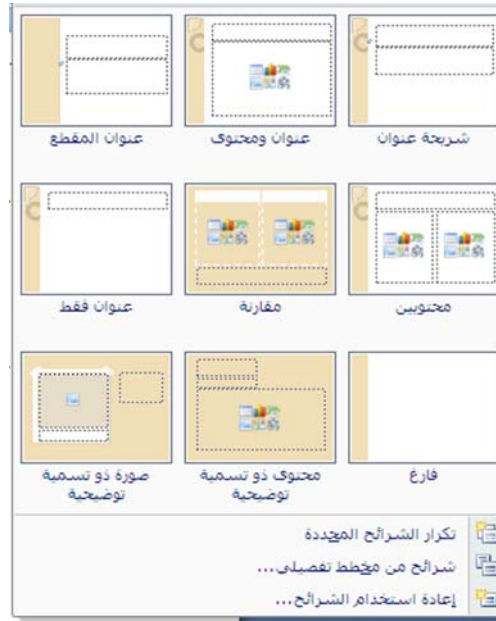 شريحة عنوان
عنوان ومحتوى
عنوان المقطع
محتويين
مقارنة
عنوان فقط
فارغ
محتوى ذو تسمية
توضيحية
صورة ذو تسمية
توضيحية
تكرار الشرائح المحددة
شرائح من مخطط تفصيلي...
إعادة استخدام الشرائح...